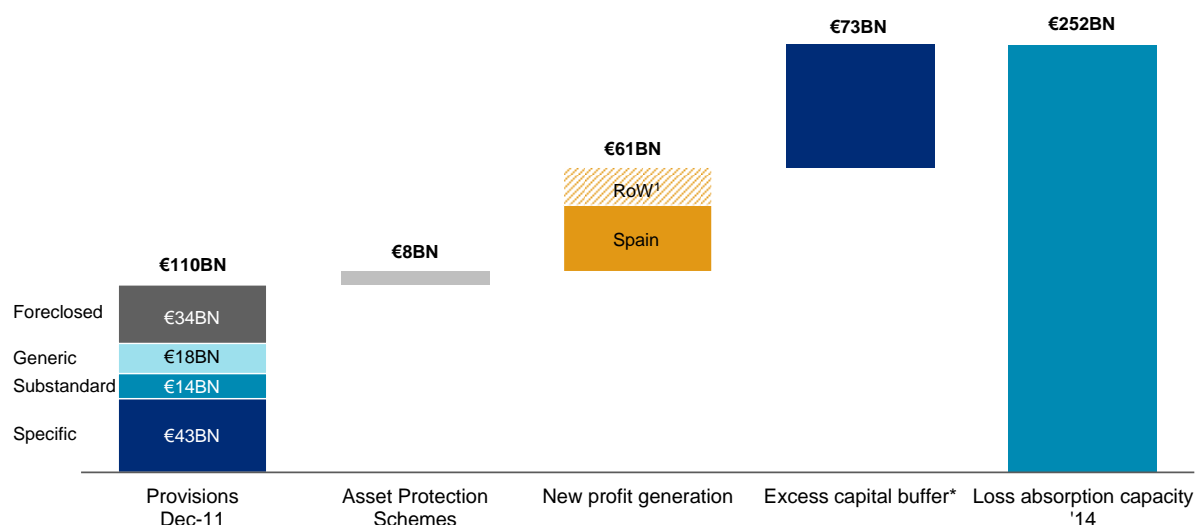 €73BN
€252BN
€61BN
RoW¹
Spain
€8BN
€110BN
Foreclosed
€34BN
Generic
€18BN
Substandard
€14BN
Specific
€43BN
Provisions
Dec-11
Asset Protection
Schemes
New profit generation
Excess capital buffer*
Loss absorption capacity
'14